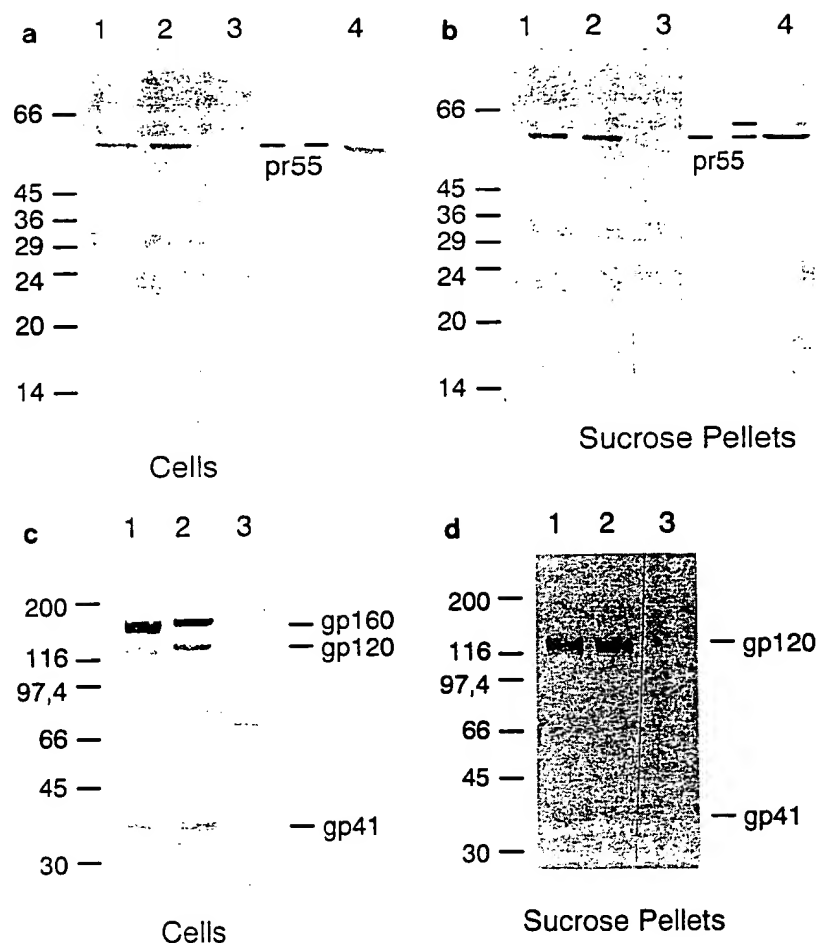 a 1 2 3 4
66
pr55
45
36
29
24
20
14
Cells
b 1 2 3 4
66
pr55
45
36
29
24
20
14
Sucrose Pellets
c 1 2 3
200
gp160
gp120
116
97,4
66
45
gp41
30
Cells
d 1 2 3
200
gp120
116
97,4
66
45
gp41
30
Sucrose Pellets